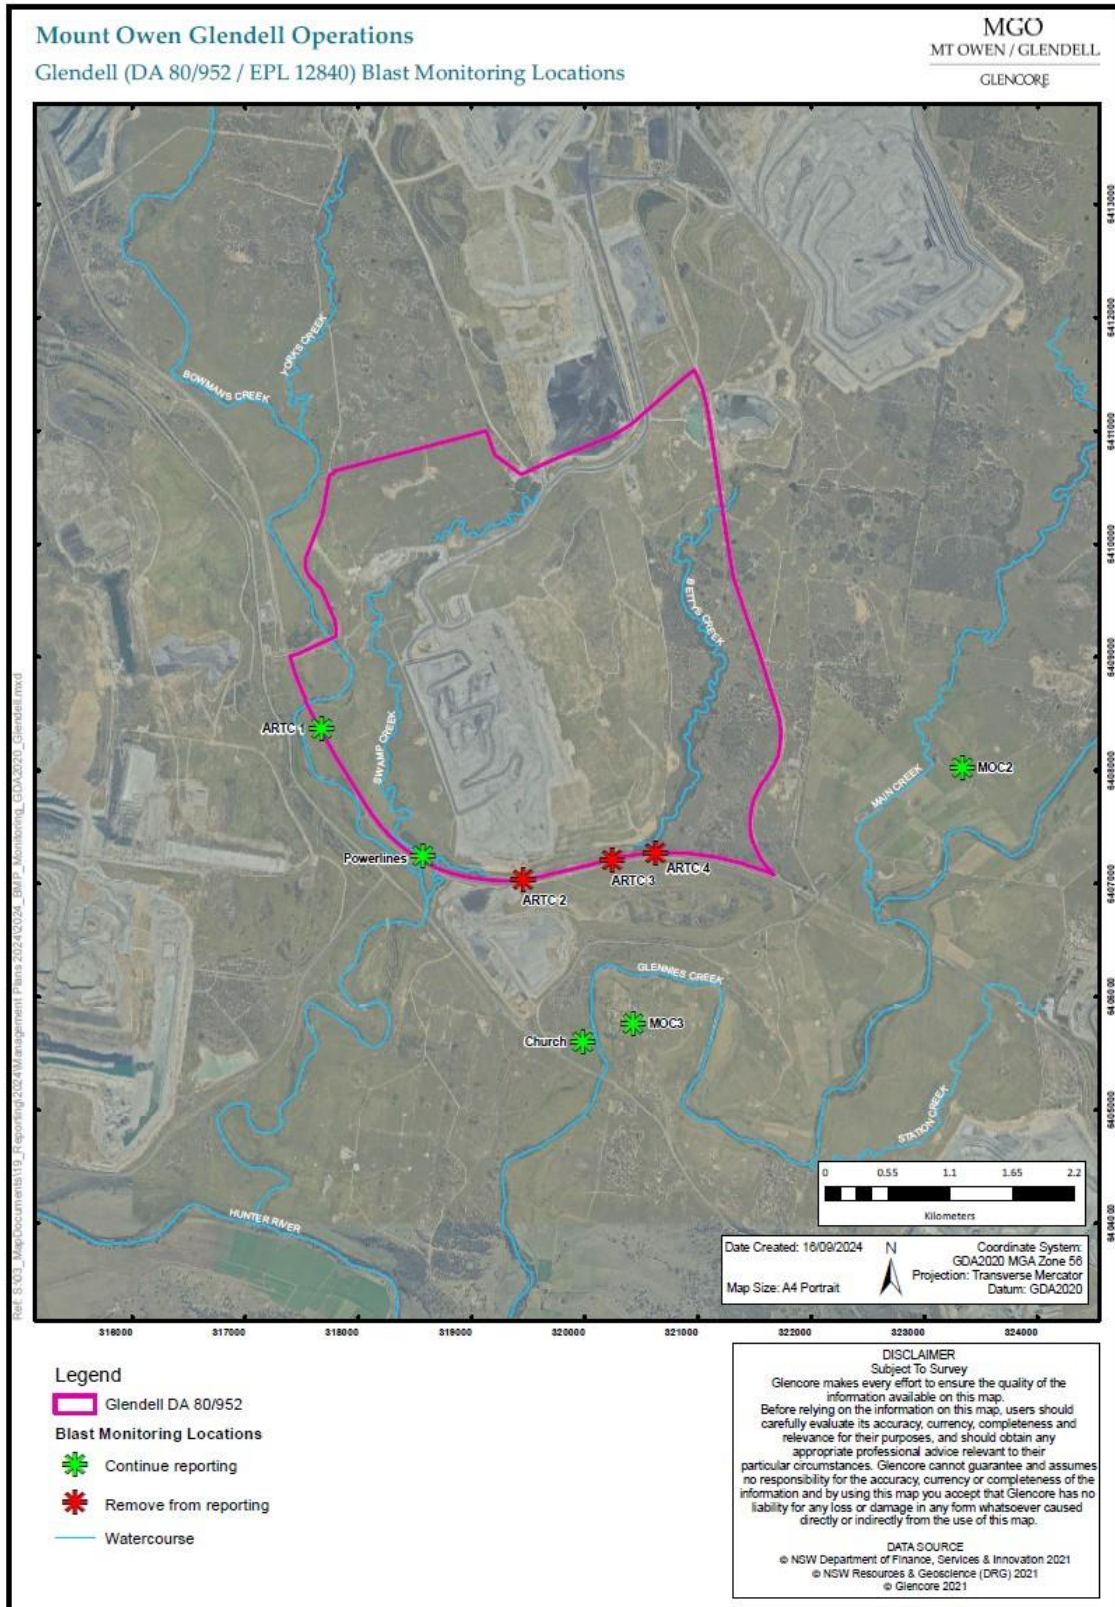 Mount Owen Glendell Operations
Glendell (DA 80/952 / EPL 12840) Blast Monitoring Locations
MGO
MT OWEN / GLENDELL
GLENCORE
6413000
6412000
6411000
6410000
6409000
6408000
6407000
6406000
6405000
6404000
YORKS CREEK
BOWMANS CREEK
BETTYS CREEK
SWAMP CREEK
MAIN CREEK
ARTC 1
MOC2
Powerlines
ARTC 2
ARTC 3
ARTC 4
GLENNIES CREEK
MOC3
Church
STATION CREEK
HUNTER RIVER
0 0.55 1.1 1.65 2.2
Kilometers
Date Created: 16/09/2024
Map Size: A4 Portrait
N
Coordinate System:
GDA2020 MGA Zone 56
Projection: Transverse Mercator
Datum: GDA2020
316000 317000 318000 319000 320000 321000 322000 323000 324000
Ref: S:\03_MapDocuments\19_Reporting\2024\Management Plans 2024\2024_BMP_Monitoring_GDA2020_Glendell.mxd
Legend
Glendell DA 80/952
Blast Monitoring Locations
Continue reporting
Remove from reporting
Watercourse
DISCLAIMER
Subject To Survey
Glencore makes every effort to ensure the quality of the
information available on this map.
Before relying on the information on this map, users should
carefully evaluate its accuracy, currency, completeness and
relevance for their purposes, and should obtain any
appropriate professional advice relevant to their
particular circumstances. Glencore cannot guarantee and assumes
no responsibility for the accuracy, currency or completeness of the
information and by using this map you accept that Glencore has no
liability for any loss or damage in any form whatsoever caused
directly or indirectly from the use of this map.
DATA SOURCE
© NSW Department of Finance, Services & Innovation 2021
© NSW Resources & Geoscience (DRG) 2021
© Glencore 2021